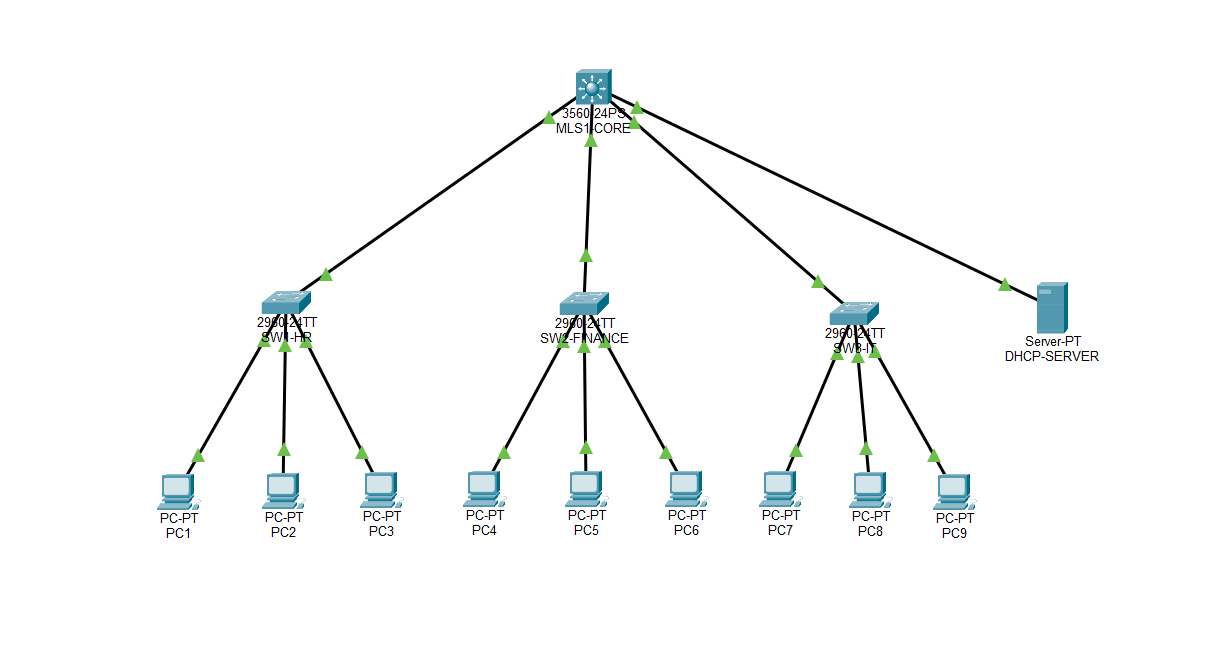 3560-24PS
MLS1-CORE
2960-24TT
SW1-HR
2960-24TT
SW2-FINANCE
2960-24TT
SW3-IT
Server-PT
DHCP-SERVER
PC-PT
PC1
PC-PT
PC2
PC-PT
PC3
PC-PT
PC4
PC-PT
PC5
PC-PT
PC6
PC-PT
PC7
PC-PT
PC8
PC-PT
PC9